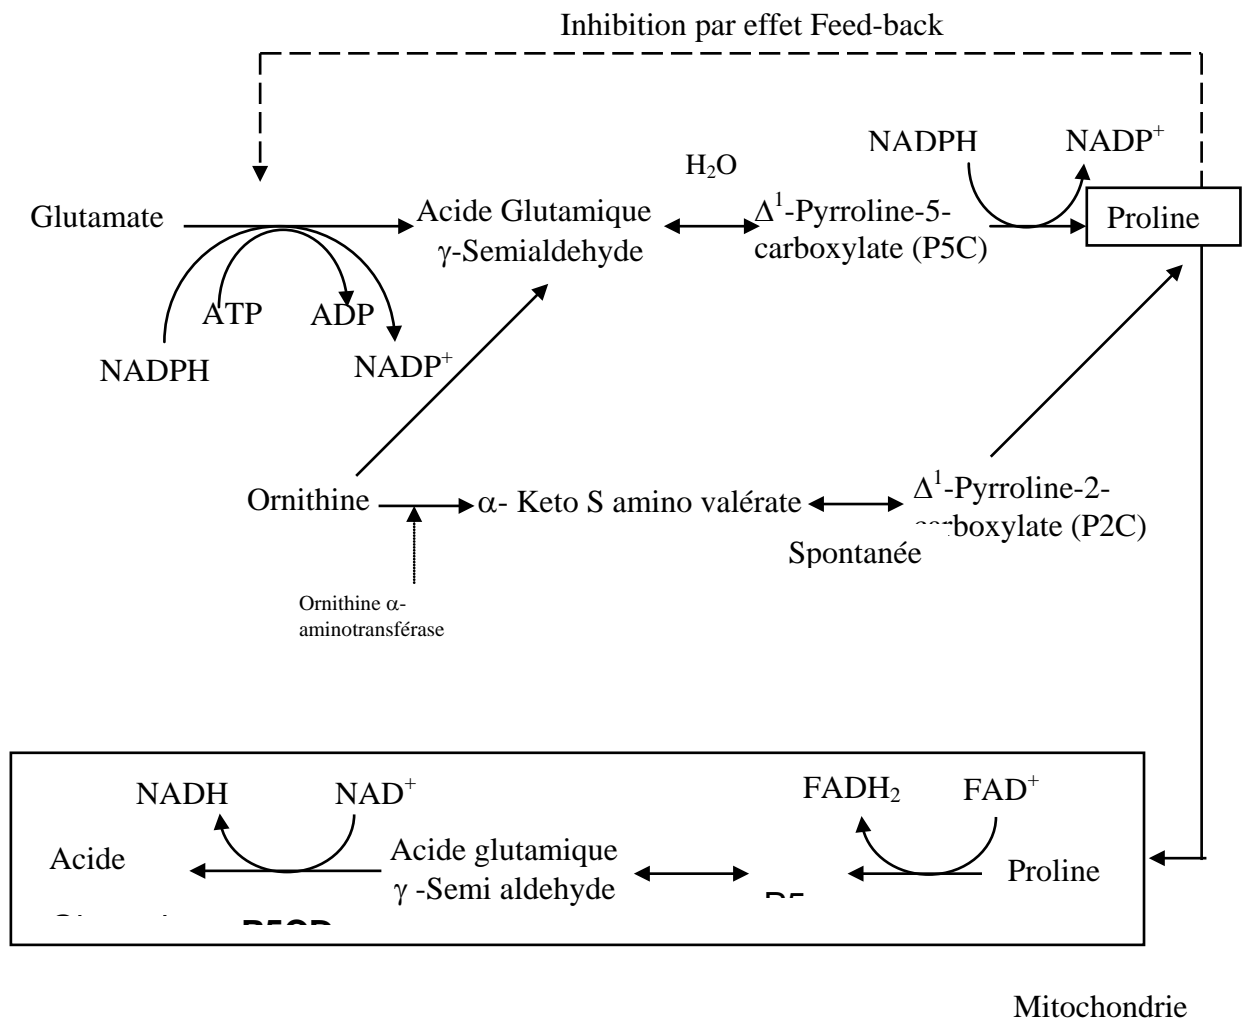 Inhibition par effet Feed-back
NADPH
NADP⁺
H₂O
Glutamate
Acide Glutamique
γ-Semialdehyde
Δ¹-Pyrroline-5-
carboxylate (P5C)
Proline
ATP
ADP
NADPH
NADP⁺
Ornithine
α- Keto S amino valérate
Δ¹-Pyrroline-2-
carboxylate (P2C)
Spontanée
Ornithine α-
aminotransférase
NADH
NAD⁺
FADH₂
FAD⁺
Acide
Acide glutamique
γ -Semi aldehyde
Proline
Mitochondrie